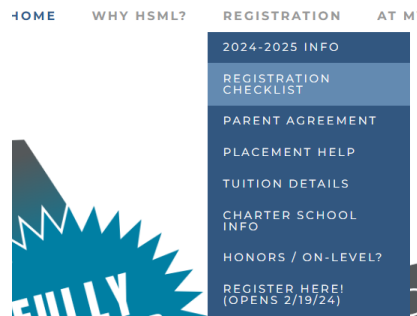 HOME WHY HSML? REGISTRATION AT M
2024-2025 INFO
REGISTRATION
CHECKLIST
PARENT AGREEMENT
PLACEMENT HELP
TUITION DETAILS
CHARTER SCHOOL
INFO
HONORS / ON-LEVEL?
REGISTER HERE!
(OPENS 2/19/24)
FULLY